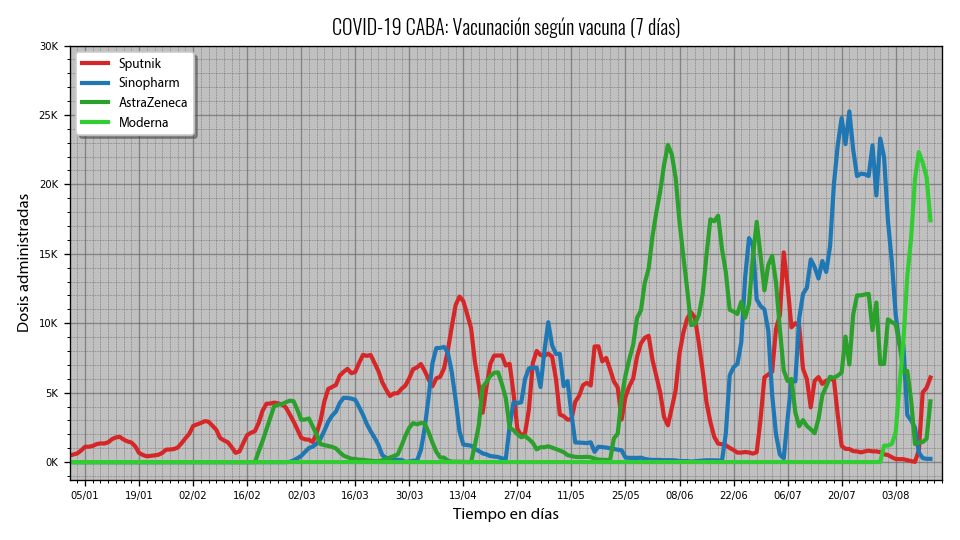 COVID-19 CABA: Vacunación según vacuna (7 días)
Sputnik
Sinopharm
AstraZeneca
Moderna
Dosis administradas
30K
25K
20K
15K
10K
5K
0K
05/01 19/01 02/02 16/02 02/03 16/03 30/03 13/04 27/04 11/05 25/05 08/06 22/06 06/07 20/07 03/08
Tiempo en días